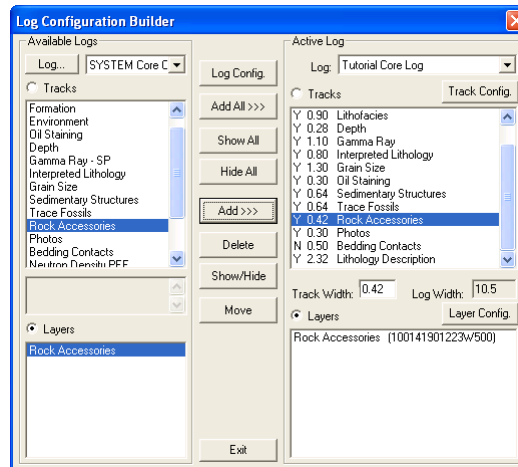 Log Configuration Builder
Available Logs
Log...
SYSTEM Core C
Tracks
Formation
Environment
Oil Staining
Depth
Gamma Ray - SP
Interpreted Lithology
Grain Size
Sedimentary Structures
Trace Fossils
Rock Accessories
Photos
Bedding Contacts
Neutron Density PEF
Layers
Rock Accessories
Log Config.
Add All >>>
Show All
Hide All
Add >>>
Delete
Show/Hide
Move
Exit
Active Log
Log: Tutorial Core Log
Tracks
Track Config.
Y 0.90 Lithofacies
Y 0.28 Depth
Y 1.10 Gamma Ray
Y 0.80 Interpreted Lithology
Y 1.30 Grain Size
Y 0.30 Oil Staining
Y 0.64 Sedimentary Structures
Y 0.64 Trace Fossils
Y 0.42 Rock Accessories
Y 0.30 Photos
N 0.50 Bedding Contacts
Y 2.32 Lithology Description
Track Width: 0.42 Log Width: 10.5
Layers
Layer Config.
Rock Accessories (100141901223W500)